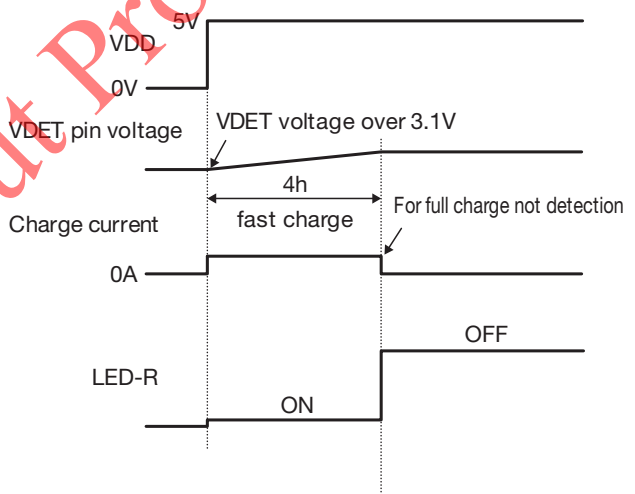 5V
VDD
0V
VDET pin voltage
VDET voltage over 3.1V
4h
fast charge
For full charge not detection
Charge current
0A
OFF
LED-R
ON